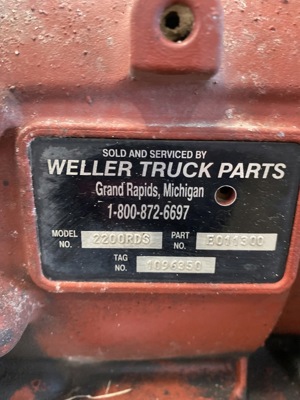 SOLD AND SERVICED BY
WELLER TRUCK PARTS
Grand Rapids, Michigan
1-800-872-6697
MODEL NO. 2200RDS PART NO. E011300
TAG NO. 1096350